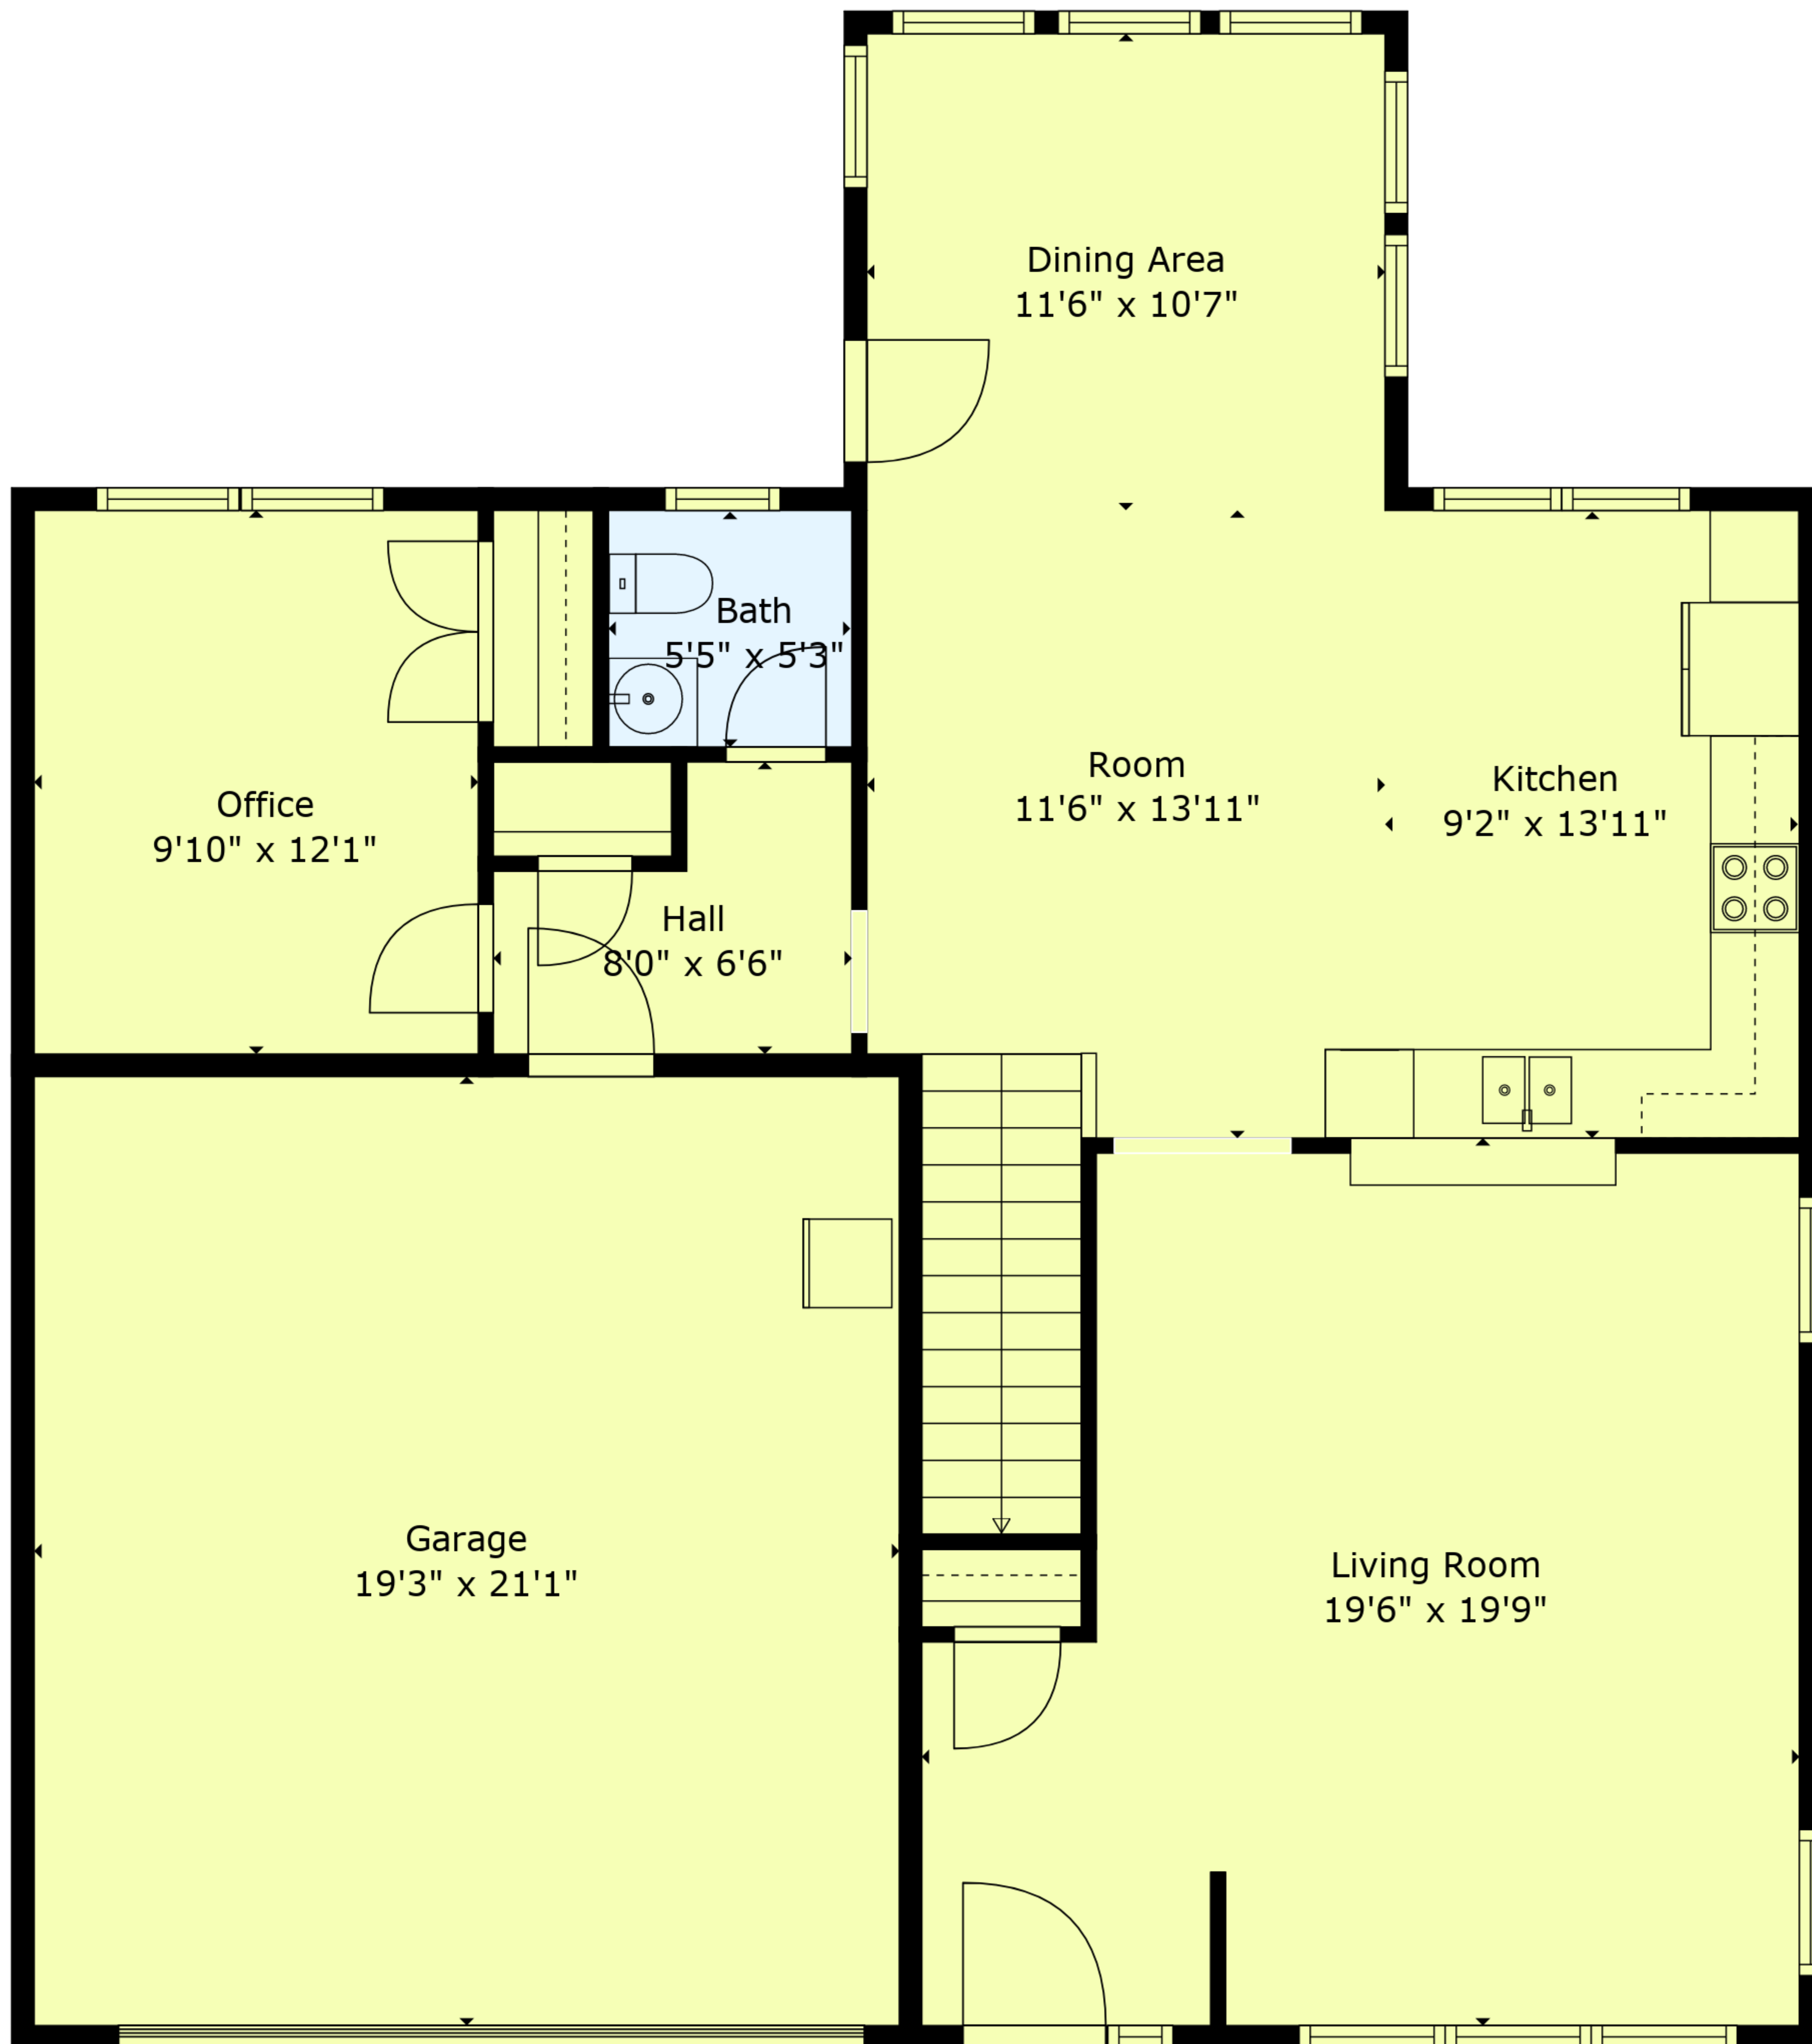 Dining Area
11'6" x 10'7"
Bath
5'5" x 5'3"
Room
11'6" x 13'11"
Kitchen
9'2" x 13'11"
Office
9'10" x 12'1"
Hall
8'0" x 6'6"
Garage
19'3" x 21'1"
Living Room
19'6" x 19'9"